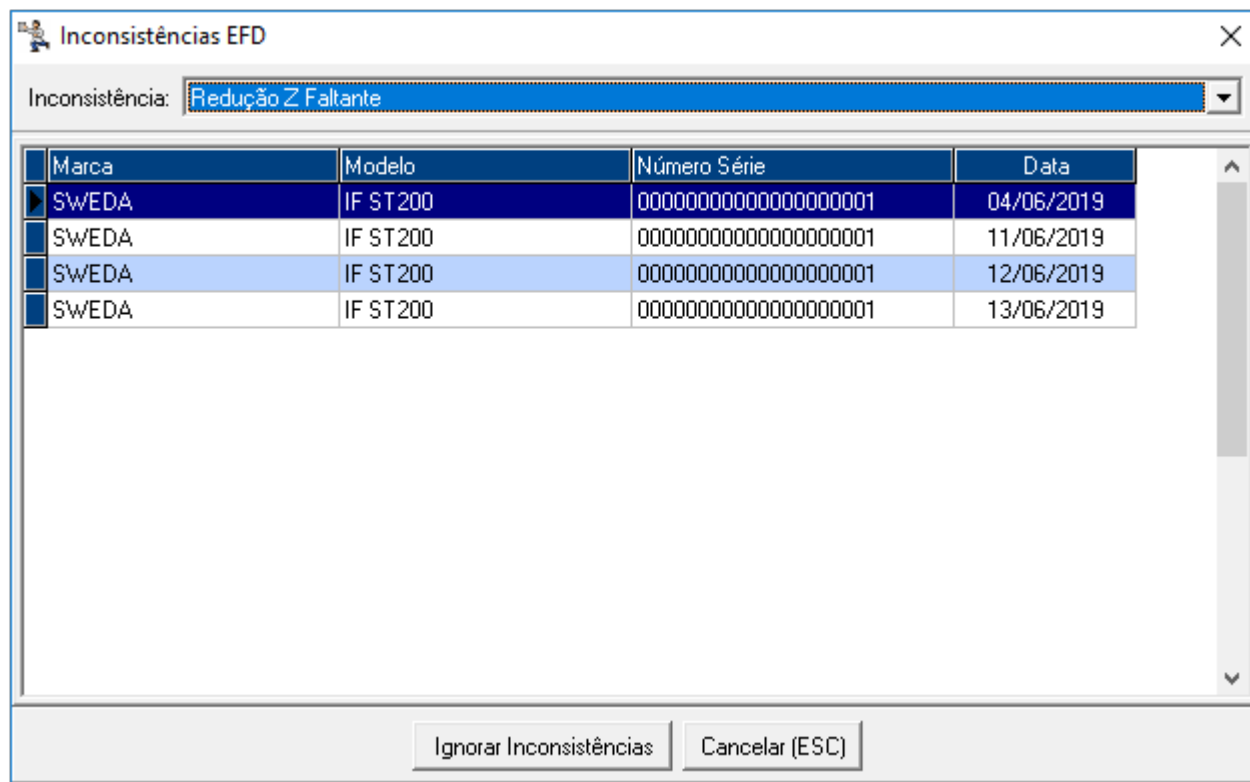 Inconsistências EFD
Inconsistência: Redução Z Faltante
Marca Modelo Número Série Data
SWEDA IF ST200 00000000000000000001 04/06/2019
SWEDA IF ST200 00000000000000000001 11/06/2019
SWEDA IF ST200 00000000000000000001 12/06/2019
SWEDA IF ST200 00000000000000000001 13/06/2019
Ignorar Inconsistências Cancelar (ESC)